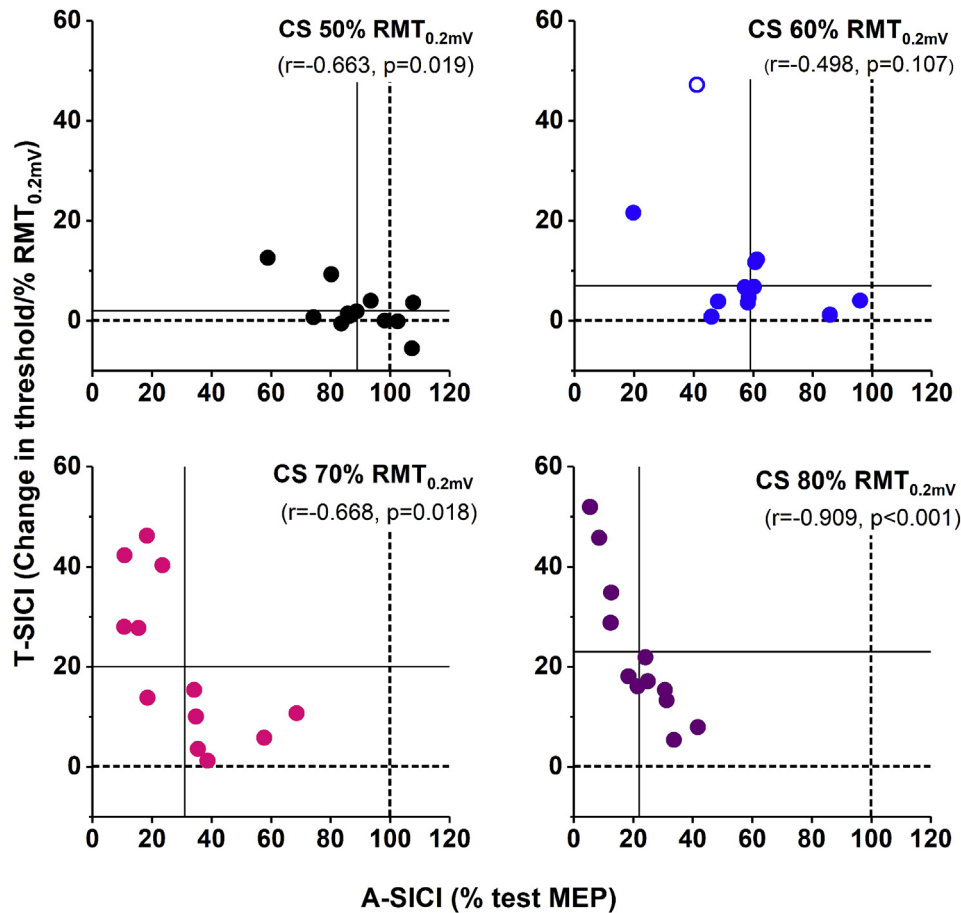 T-SICI (Change in threshold/% RMT0.2mV)
CS 50% RMT0.2mV
(r=-0.663, p=0.019)
60
40
20
0
0 20 40 60 80 100 120
CS 60% RMT0.2mV
(r=-0.498, p=0.107)
60
40
20
0
0 20 40 60 80 100 120
CS 70% RMT0.2mV
(r=-0.668, p=0.018)
60
40
20
0
0 20 40 60 80 100 120
CS 80% RMT0.2mV
(r=-0.909, p<0.001)
60
40
20
0
0 20 40 60 80 100 120
A-SICI (% test MEP)